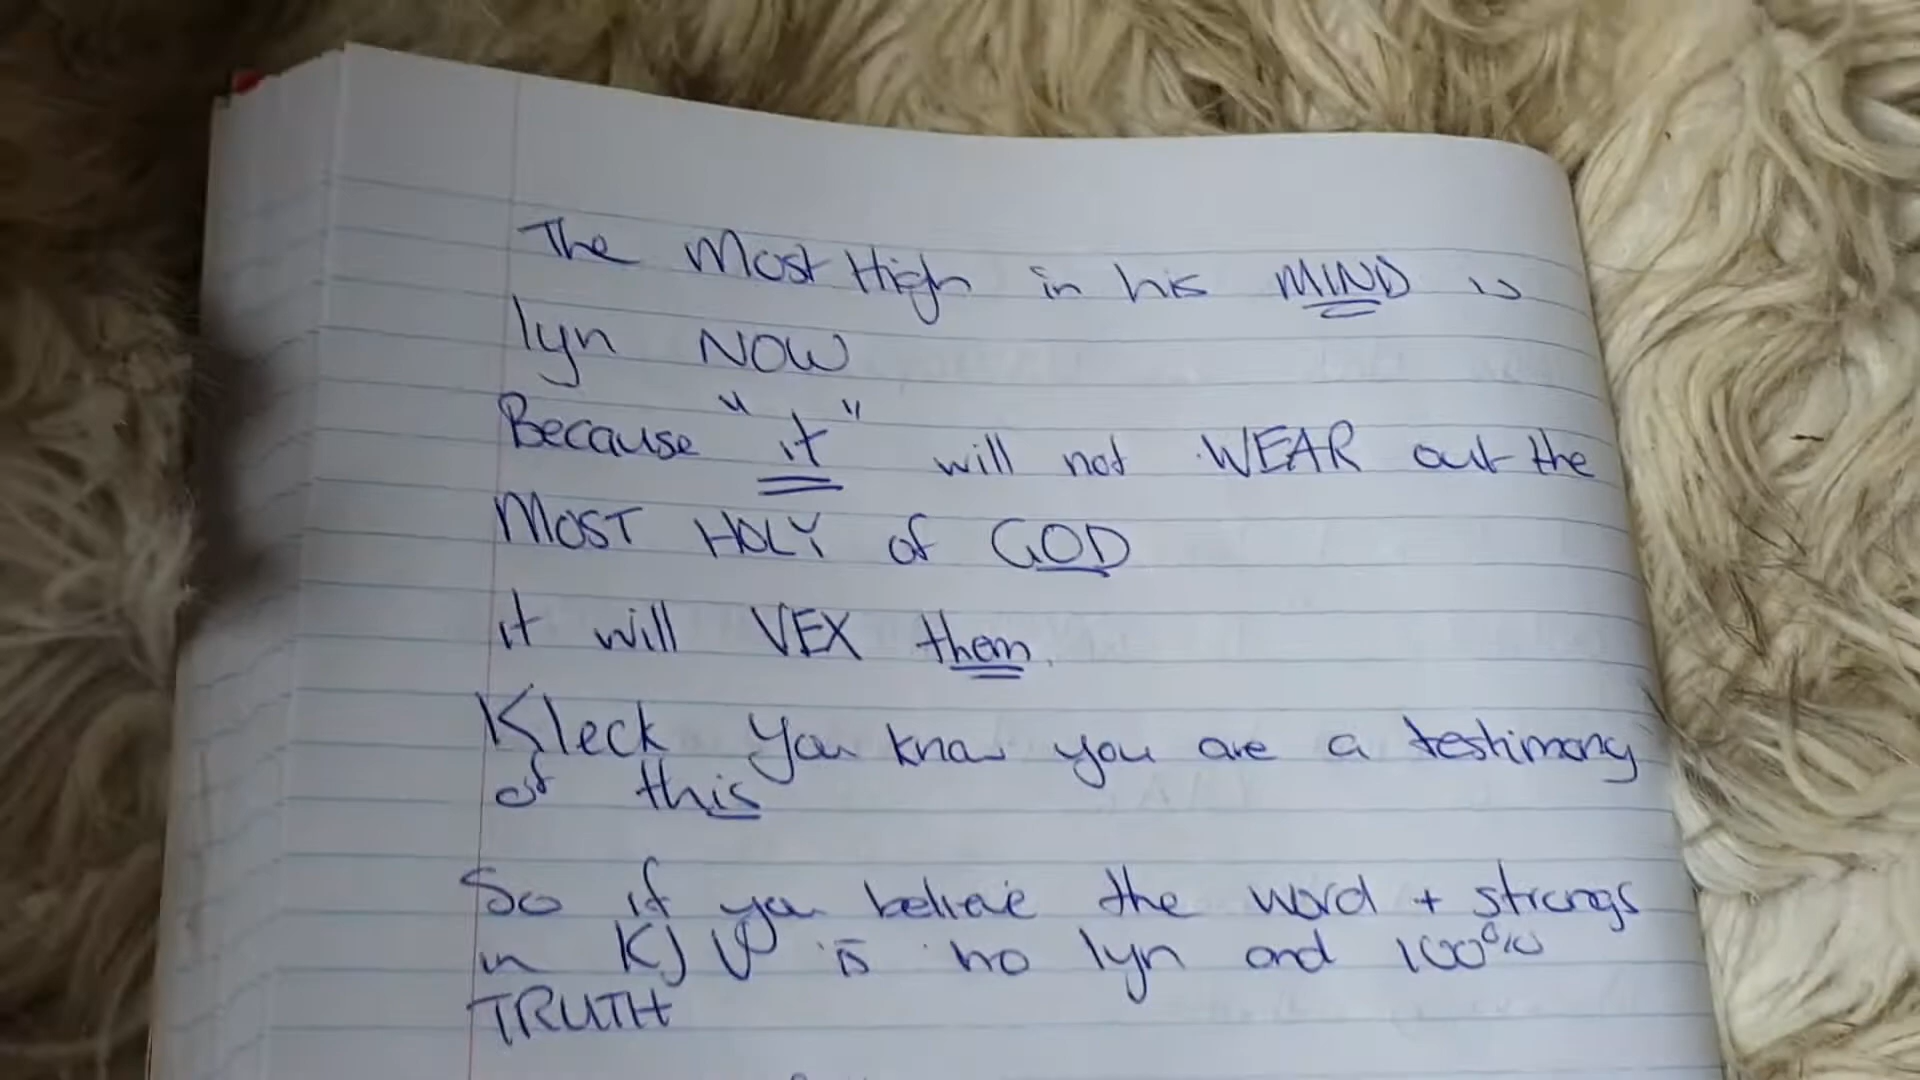 The Most High in his MIND is
lyn NOW
Because "it" will not WEAR out the
MOST HOLY of GOD
it will VEX them.
Kleck you know you are a testimony
of this
So if you believe the word + strongs
in KJV is no lyn and 100%
TRUTH